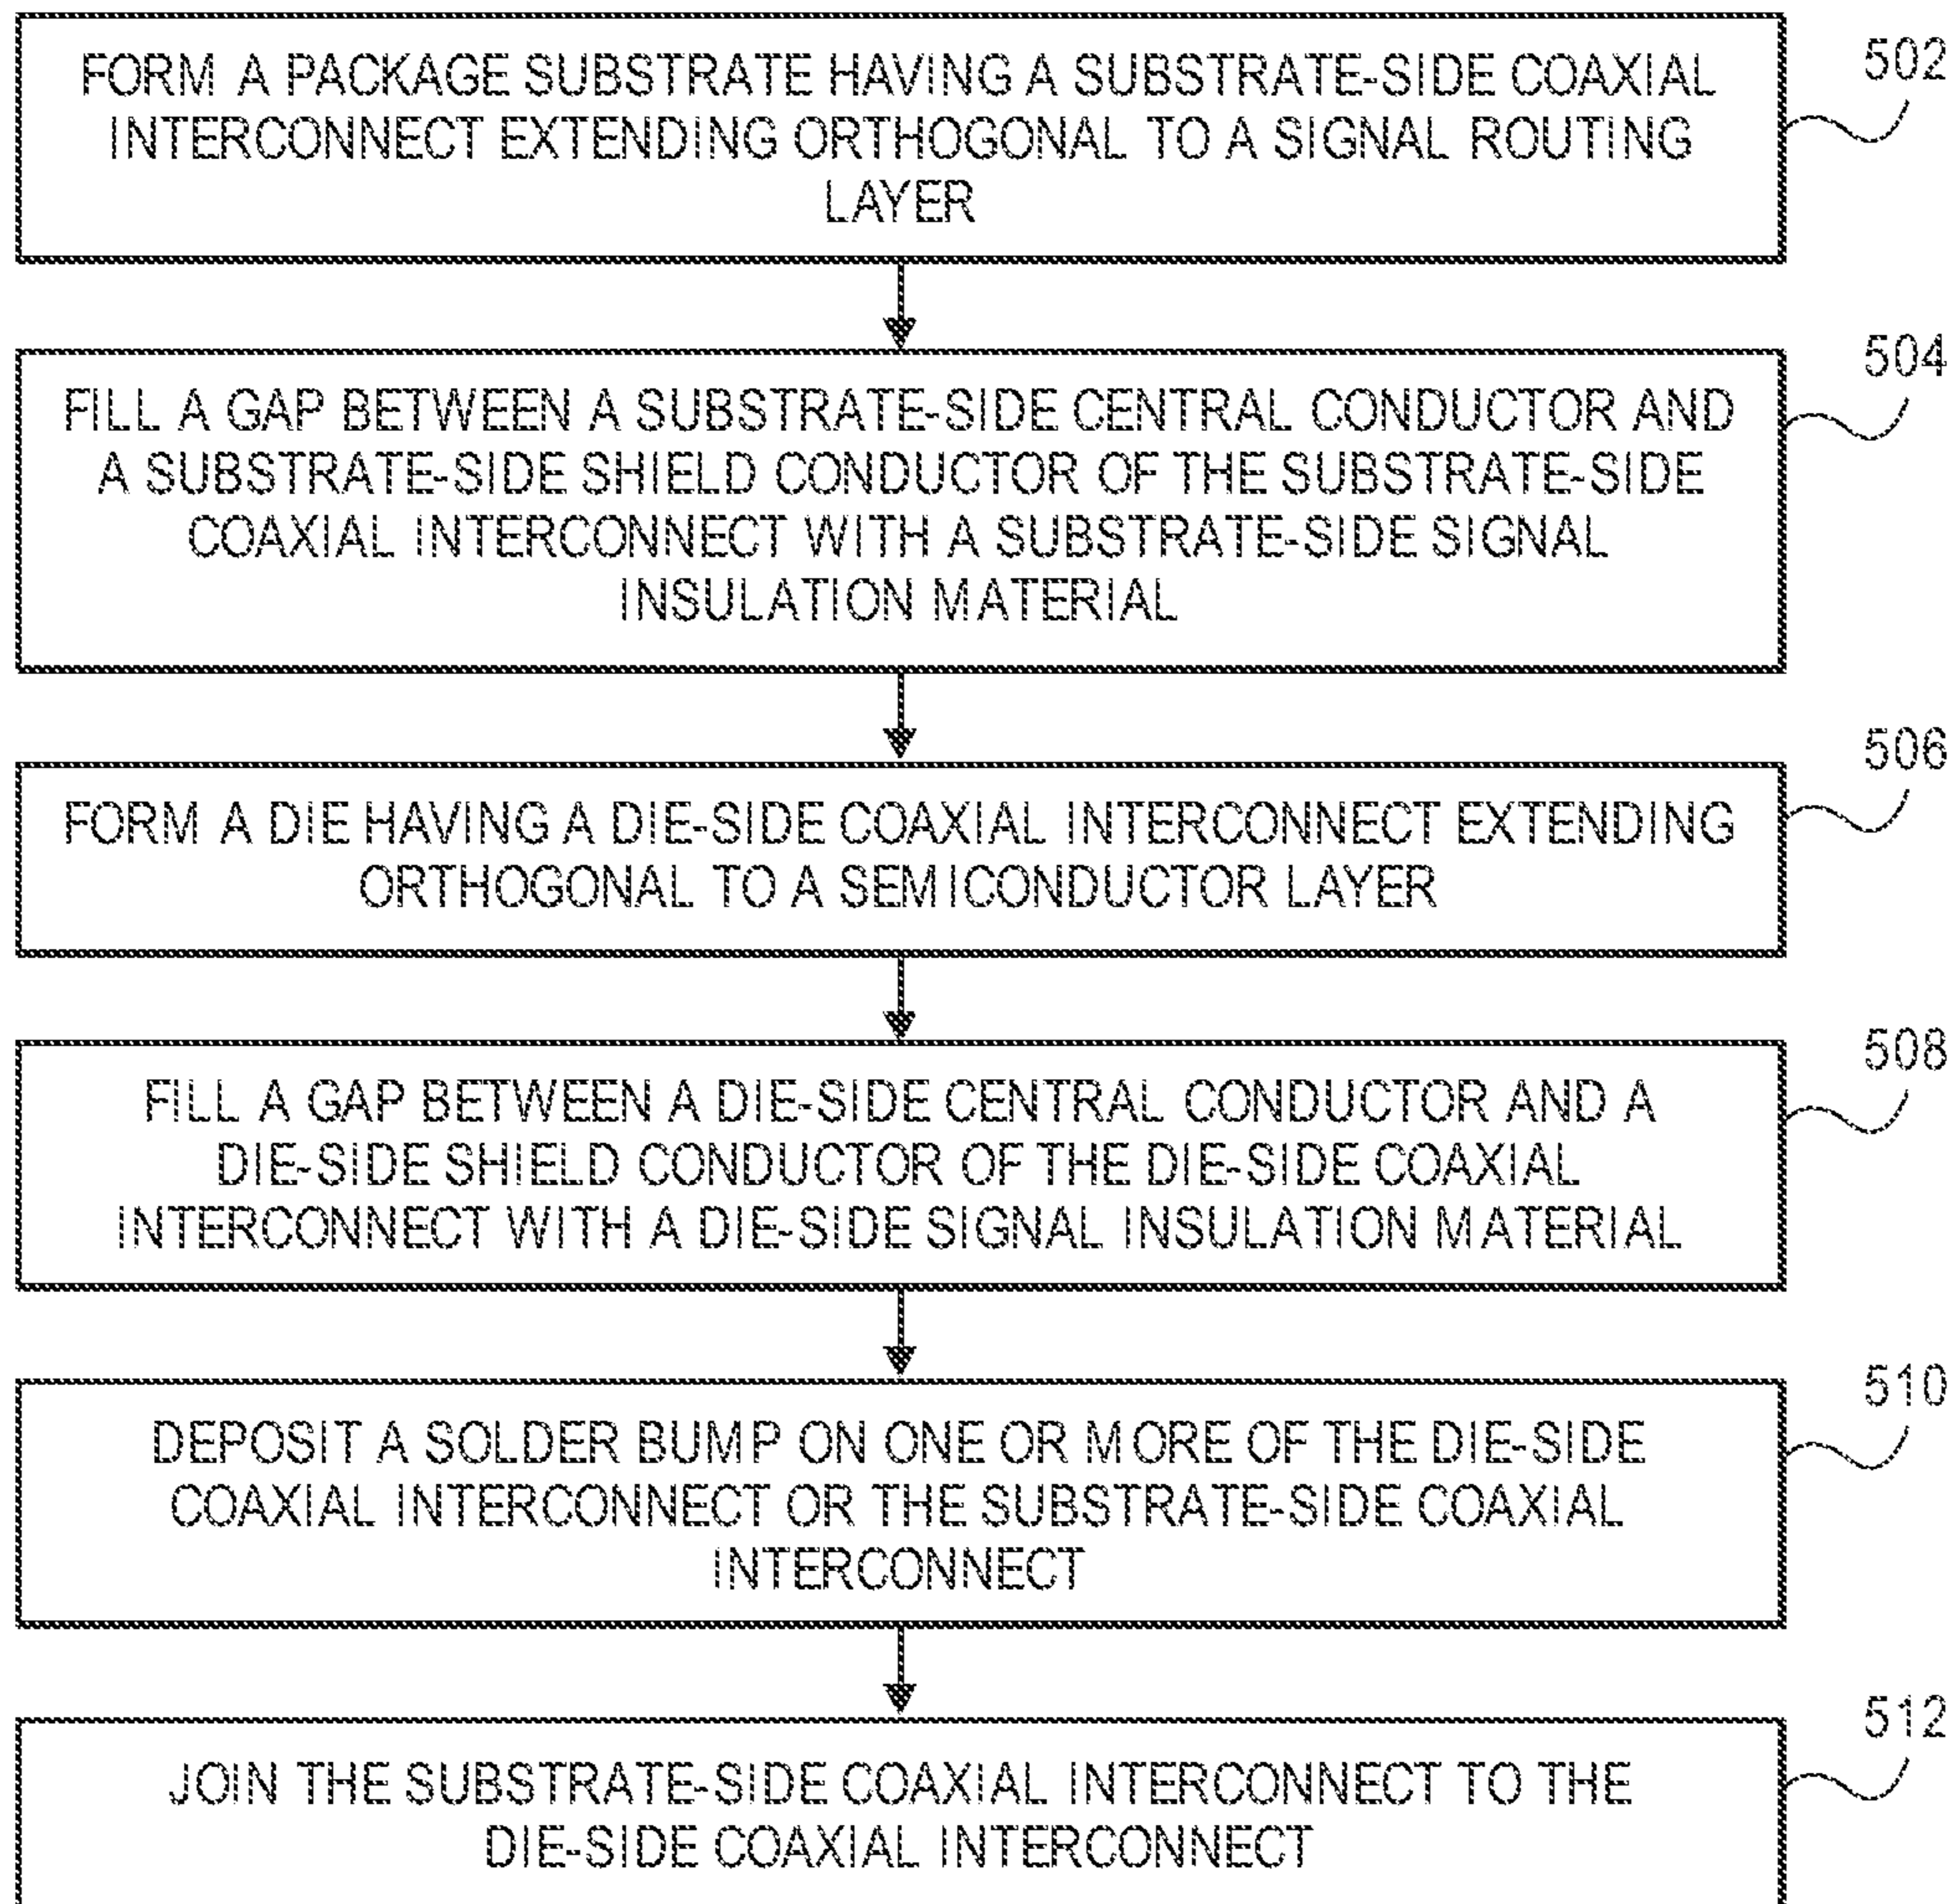 FORM A PACKAGE SUBSTRATE HAVING A SUBSTRATE-SIDE COAXIAL
INTERCONNECT EXTENDING ORTHOGONAL TO A SIGNAL ROUTING
LAYER
502
FILL A GAP BETWEEN A SUBSTRATE-SIDE CENTRAL CONDUCTOR AND
A SUBSTRATE-SIDE SHIELD CONDUCTOR OF THE SUBSTRATE-SIDE
COAXIAL INTERCONNECT WITH A SUBSTRATE-SIDE SIGNAL
INSULATION MATERIAL
504
FORM A DIE HAVING A DIE-SIDE COAXIAL INTERCONNECT EXTENDING
ORTHOGONAL TO A SEMICONDUCTOR LAYER
506
FILL A GAP BETWEEN A DIE-SIDE CENTRAL CONDUCTOR AND A
DIE-SIDE SHIELD CONDUCTOR OF THE DIE-SIDE COAXIAL
INTERCONNECT WITH A DIE-SIDE SIGNAL INSULATION MATERIAL
508
DEPOSIT A SOLDER BUMP ON ONE OR MORE OF THE DIE-SIDE
COAXIAL INTERCONNECT OR THE SUBSTRATE-SIDE COAXIAL
INTERCONNECT
510
JOIN THE SUBSTRATE-SIDE COAXIAL INTERCONNECT TO THE
DIE-SIDE COAXIAL INTERCONNECT
512